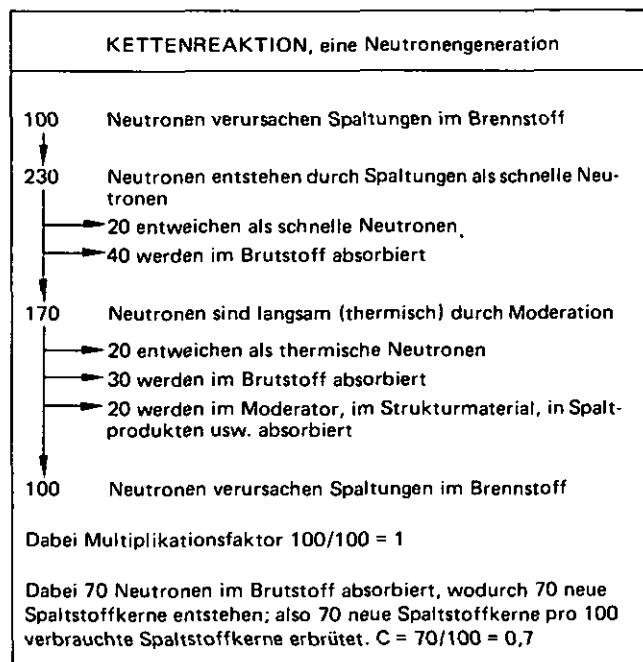 KETTENREAKTION, eine Neutronengeneration
100 Neutronen verursachen Spaltungen im Brennstoff
230 Neutronen entstehen durch Spaltungen als schnelle Neu-
tronen
20 entweichen als schnelle Neutronen.
40 werden im Brutstoff absorbiert
170 Neutronen sind langsam (thermisch) durch Moderation
20 entweichen als thermische Neutronen
30 werden im Brutstoff absorbiert
20 werden im Moderator, im Strukturmaterial, in Spalt-
produkten usw. absorbiert
100 Neutronen verursachen Spaltungen im Brennstoff
Dabei Multiplikationsfaktor 100/100 = 1
Dabei 70 Neutronen im Brutstoff absorbiert, wodurch 70 neue
Spaltstoffkerne entstehen; also 70 neue Spaltstoffkerne pro 100
verbrauchte Spaltstoffkerne erbrütet. C = 70/100 = 0,7